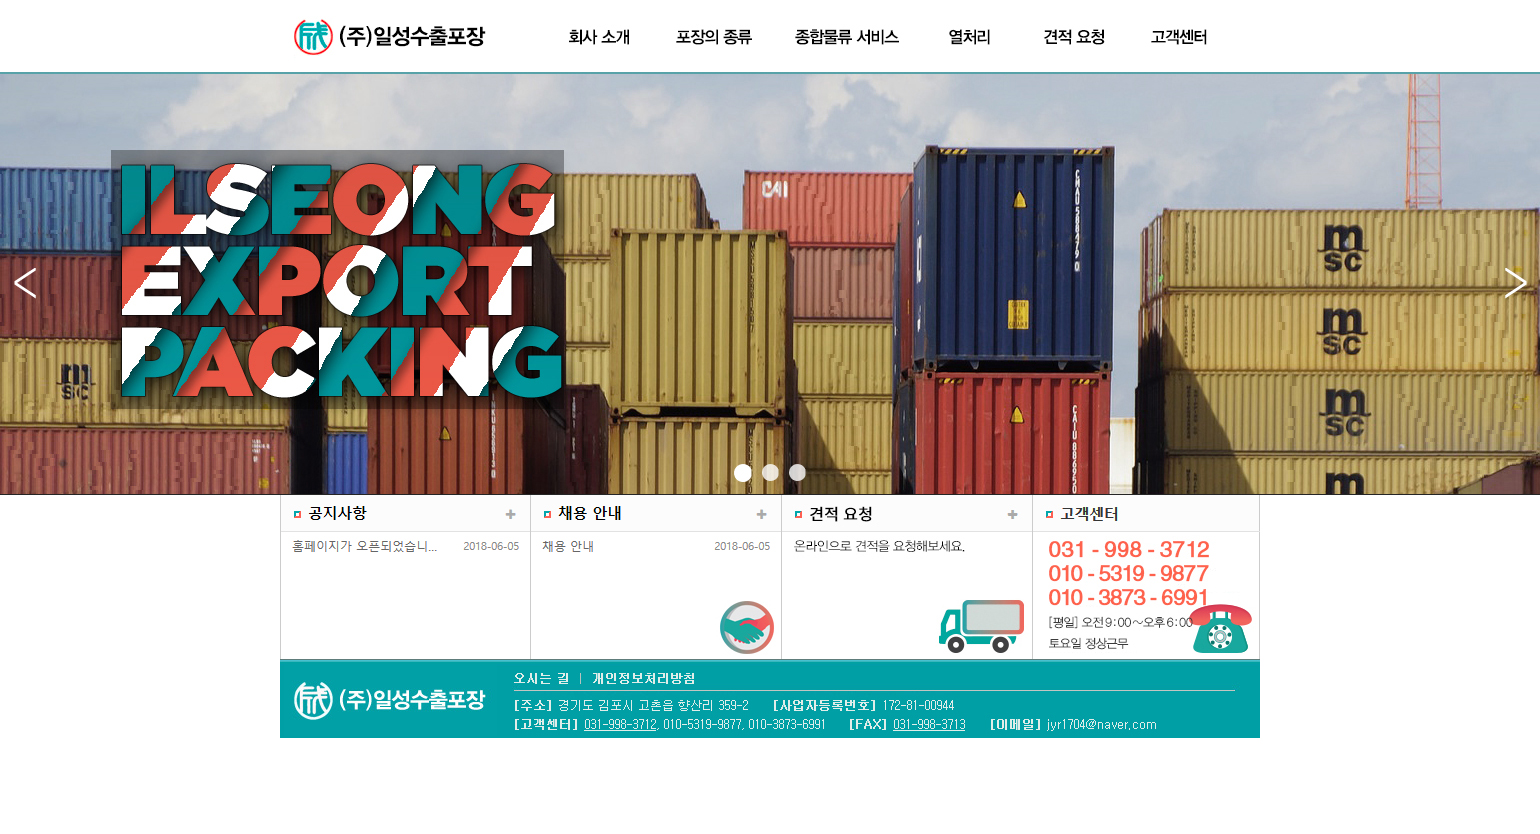 (주)일성수출포장
회사 소개
포장의 종류
종합물류 서비스
열처리
견적 요청
고객센터
ILSEONG
EXPORT
PACKING
CAI
msc
msc
msc
msc
msc
공지사항
홈페이지가 오픈되었습니... 2018-06-05
채용 안내
채용 안내 2018-06-05
견적 요청
온라인으로 견적을 요청해보세요.
고객센터
031 - 998 - 3712
010 - 5319 - 9877
010 - 3873 - 6991
[평일] 오전 9:00~오후 6:00
토요일 정상근무
(주)일성수출포장
오시는 길 | 개인정보처리방침
[주소] 경기도 김포시 고촌읍 향산리 359-2 [사업자등록번호] 172-81-00944
[고객센터] 031-998-3712, 010-5319-9877, 010-3873-6991 [FAX] 031-998-3713 [이메일] jyr1704@naver.com